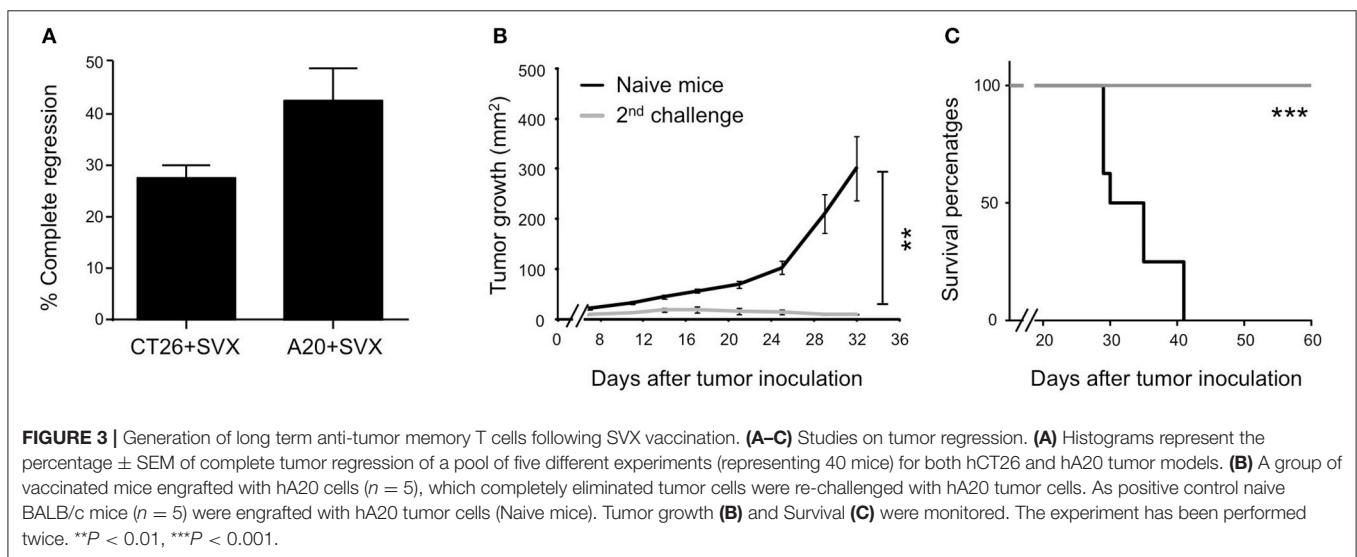 A
% Complete regression
50
40
30
20
10
0
CT26+SVX
A20+SVX
B
Tumor growth (mm2)
500
400
300
200
100
0
Naive mice
2nd challenge
**
0 8 12 16 20 24 28 32 36
Days after tumor inoculation
C
Survival percenatges
100
50
0
***
20 30 40 50 60
Days after tumor inoculation
FIGURE 3 | Generation of long term anti-tumor memory T cells following SVX vaccination. (A–C) Studies on tumor regression. (A) Histograms represent the
percentage ± SEM of complete tumor regression of a pool of five different experiments (representing 40 mice) for both hCT26 and hA20 tumor models. (B) A group of
vaccinated mice engrafted with hA20 cells (n = 5), which completely eliminated tumor cells were re-challenged with hA20 tumor cells. As positive control naive
BALB/c mice (n = 5) were engrafted with hA20 tumor cells (Naive mice). Tumor growth (B) and Survival (C) were monitored. The experiment has been performed
twice. **P < 0.01, ***P < 0.001.